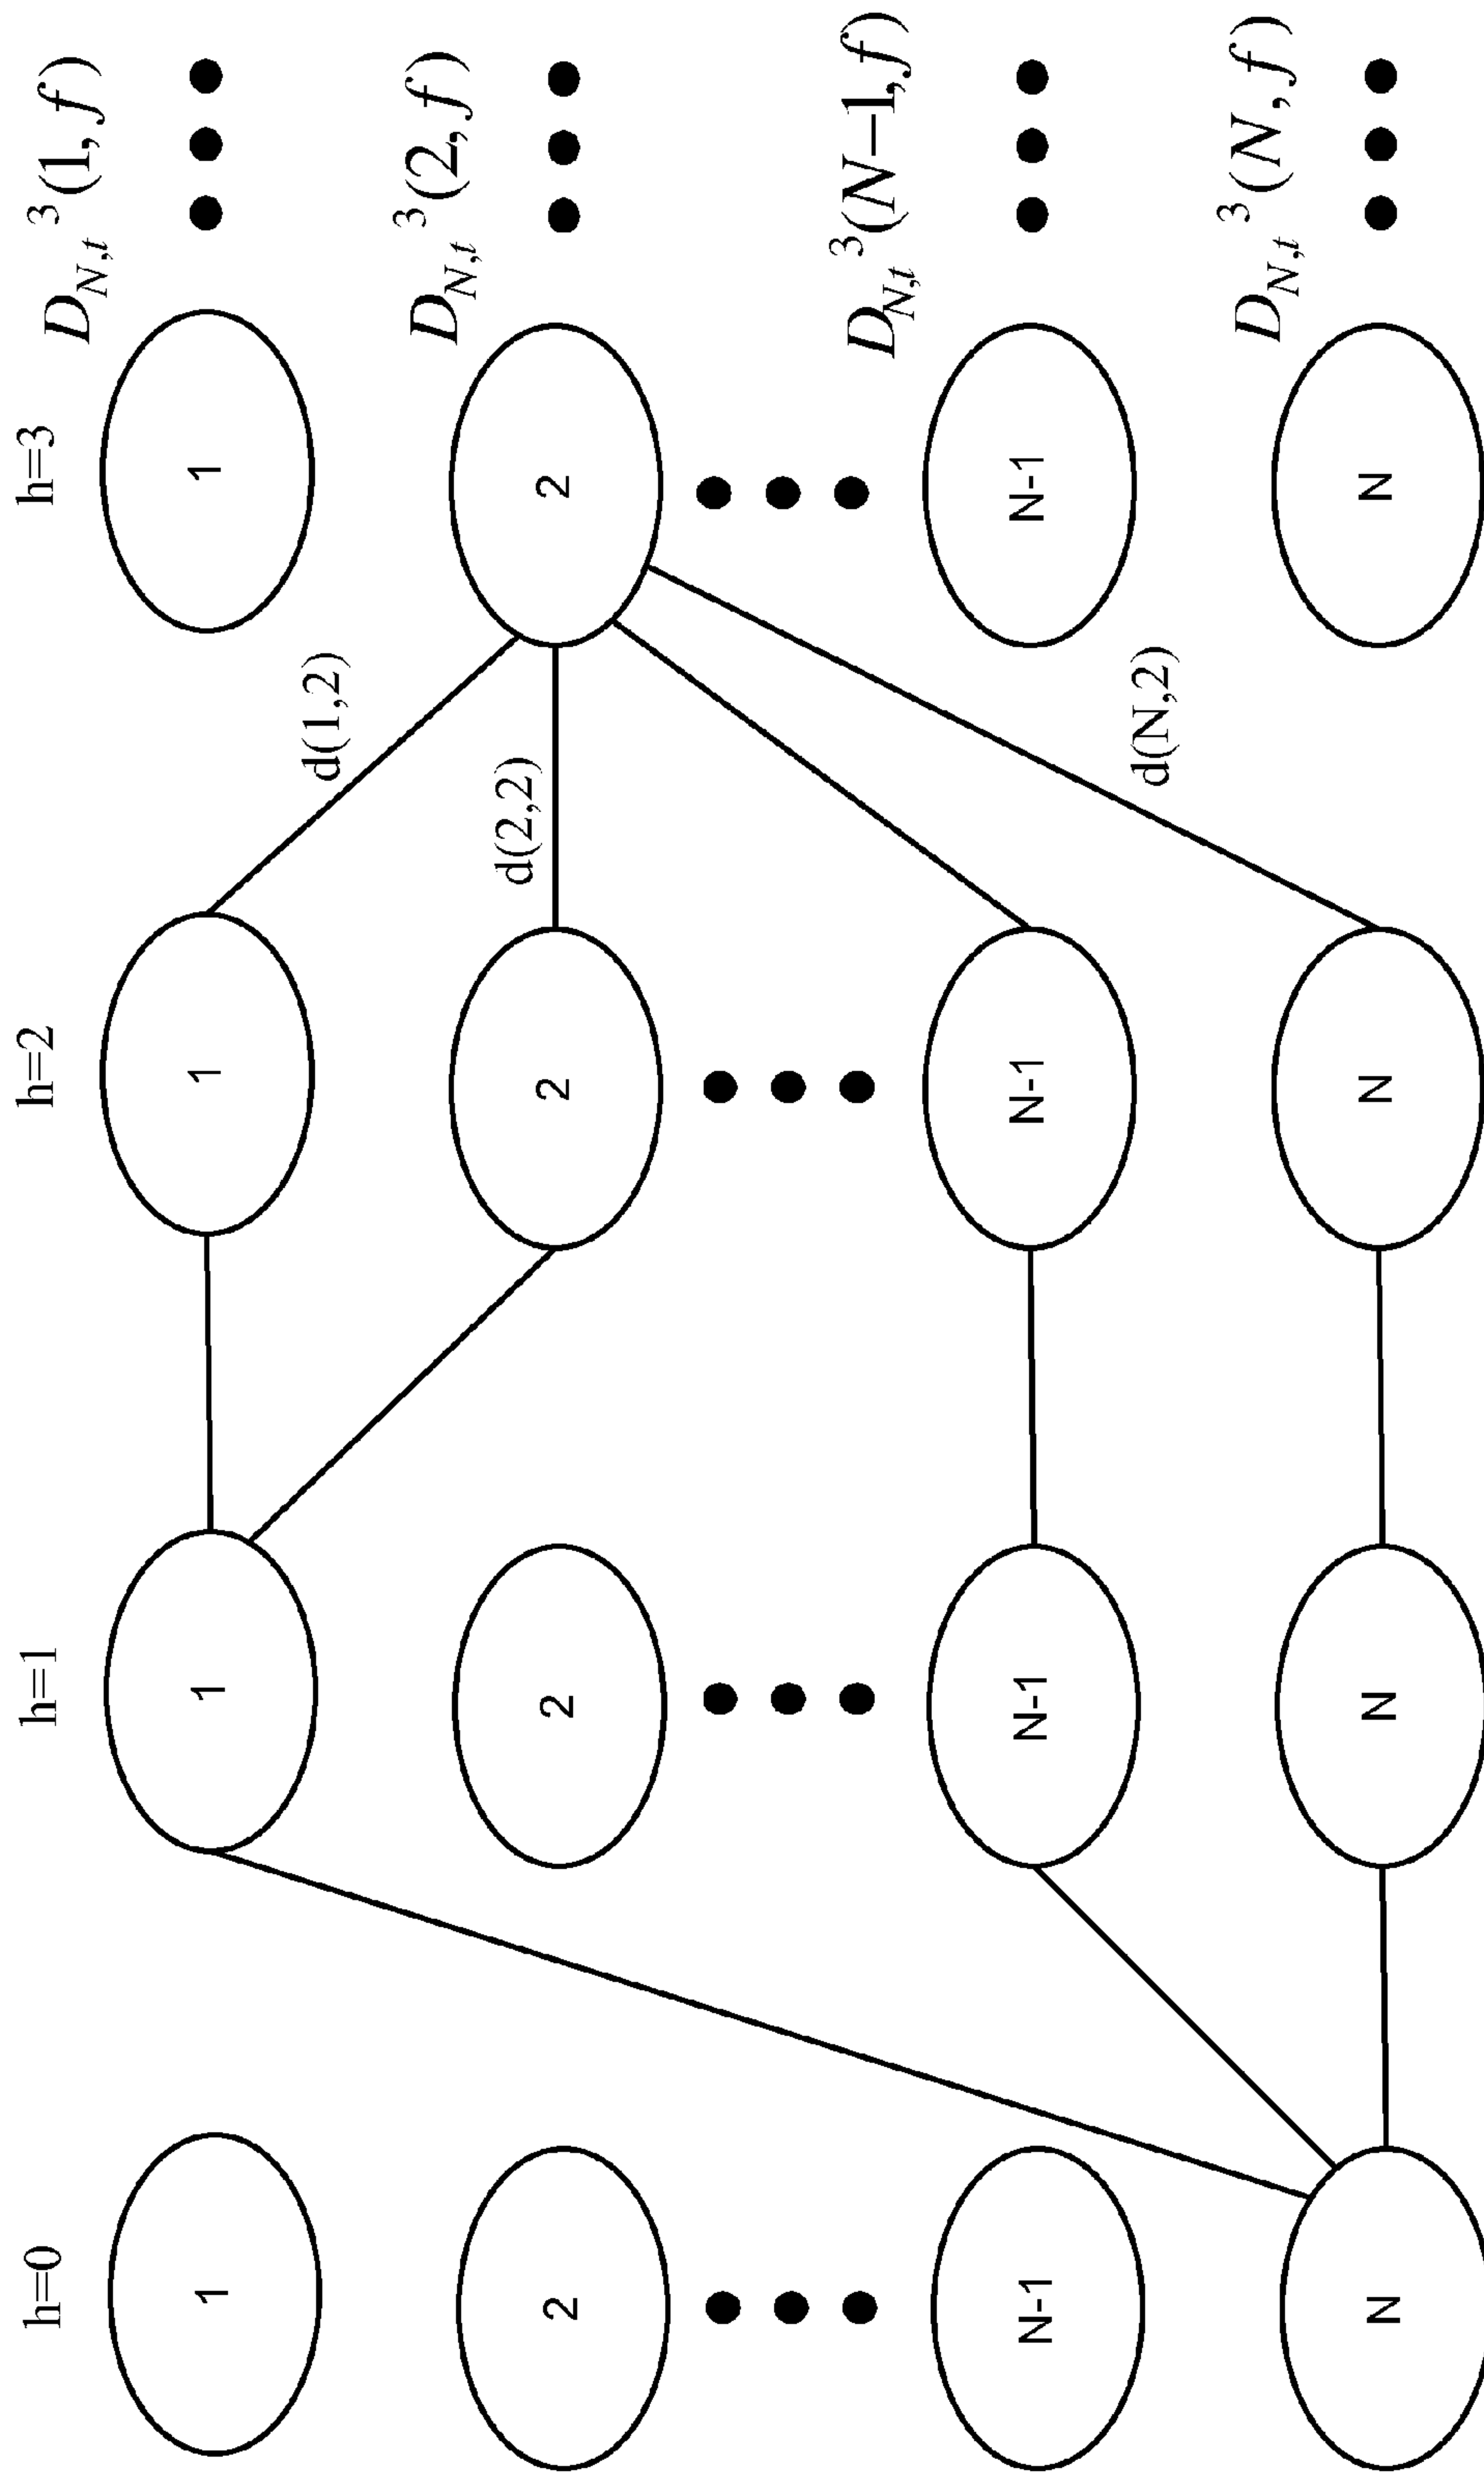 h=0 h=1 h=2 h=3
D_{N,t}^3(1,f)
1 1 1 1
d(1,2)
D_{N,t}^3(2,f)
2 2 2 2
d(2,2)
D_{N,t}^3(N−1,f)
N-1 N-1 N-1 N-1
d(N,2)
D_{N,t}^3(N,f)
N N N N